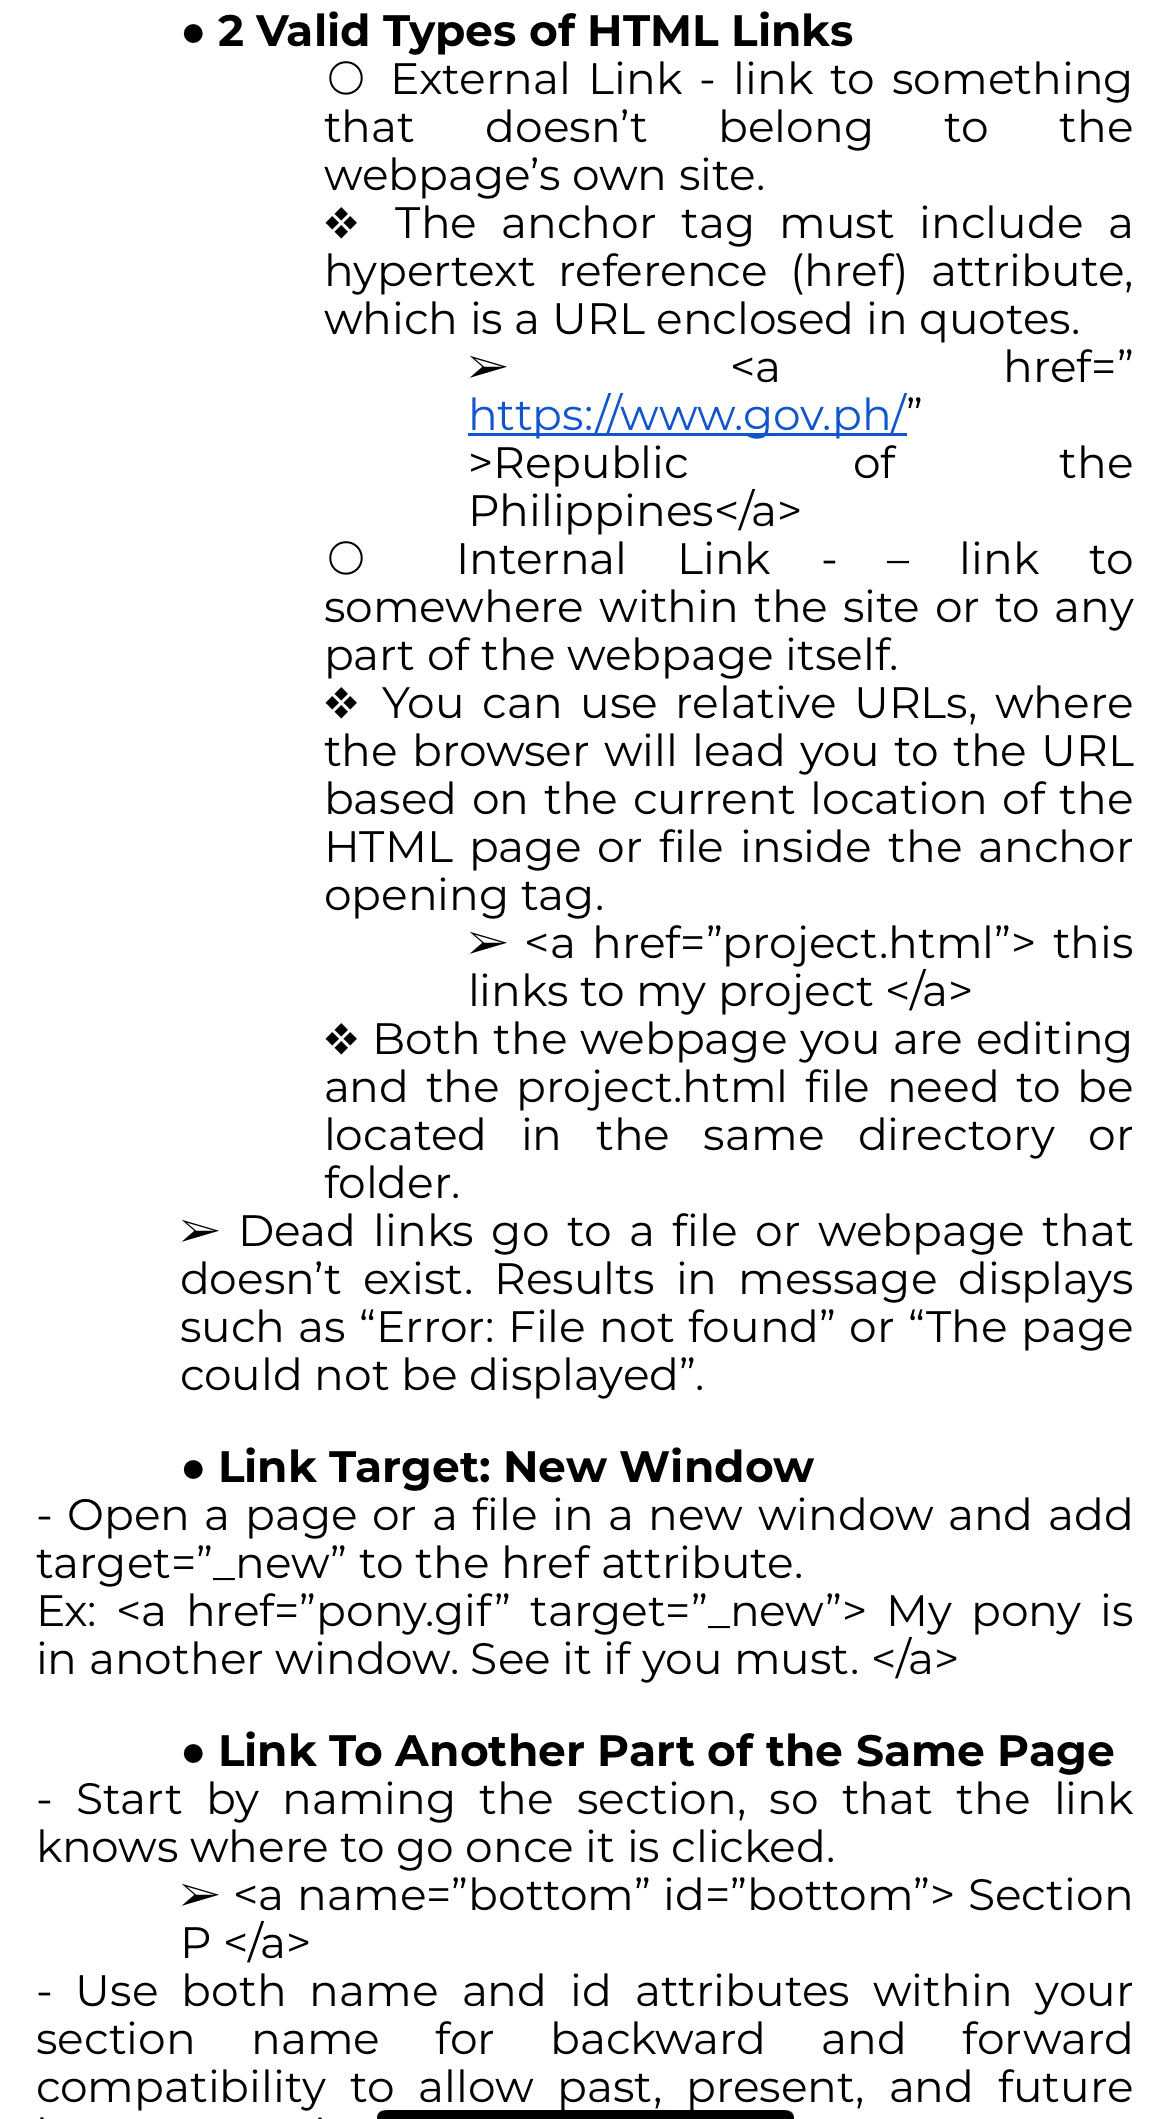 ● 2 Valid Types of HTML Links
○ External Link - link to something
that doesn’t belong to the
webpage’s own site.
❖ The anchor tag must include a
hypertext reference (href) attribute,
which is a URL enclosed in quotes.
➢ <a href=”
https://www.gov.ph/”
>Republic of the
Philippines</a>
○ Internal Link - – link to
somewhere within the site or to any
part of the webpage itself.
❖ You can use relative URLs, where
the browser will lead you to the URL
based on the current location of the
HTML page or file inside the anchor
opening tag.
➢ <a href=”project.html”> this
links to my project </a>
❖ Both the webpage you are editing
and the project.html file need to be
located in the same directory or
folder.
➢ Dead links go to a file or webpage that
doesn’t exist. Results in message displays
such as “Error: File not found” or “The page
could not be displayed”.
● Link Target: New Window
- Open a page or a file in a new window and add
target=”_new” to the href attribute.
Ex: <a href=”pony.gif” target=”_new”> My pony is
in another window. See it if you must. </a>
● Link To Another Part of the Same Page
- Start by naming the section, so that the link
knows where to go once it is clicked.
➢ <a name=”bottom” id=”bottom”> Section
P </a>
- Use both name and id attributes within your
section name for backward and forward
compatibility to allow past, present, and future